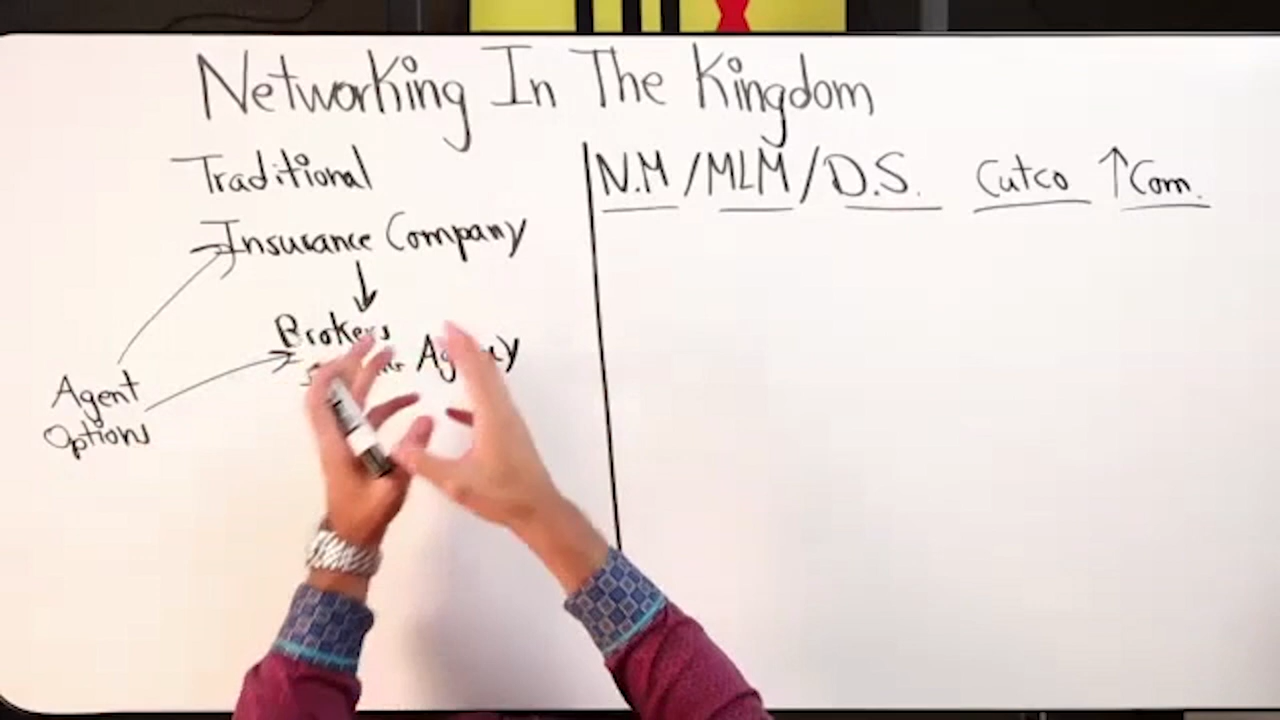 Networking In The Kingdom
Traditional
Insurance Company
Brokers
Agent
Options
N.M / MLM / D.S. Cutco ↑Com.